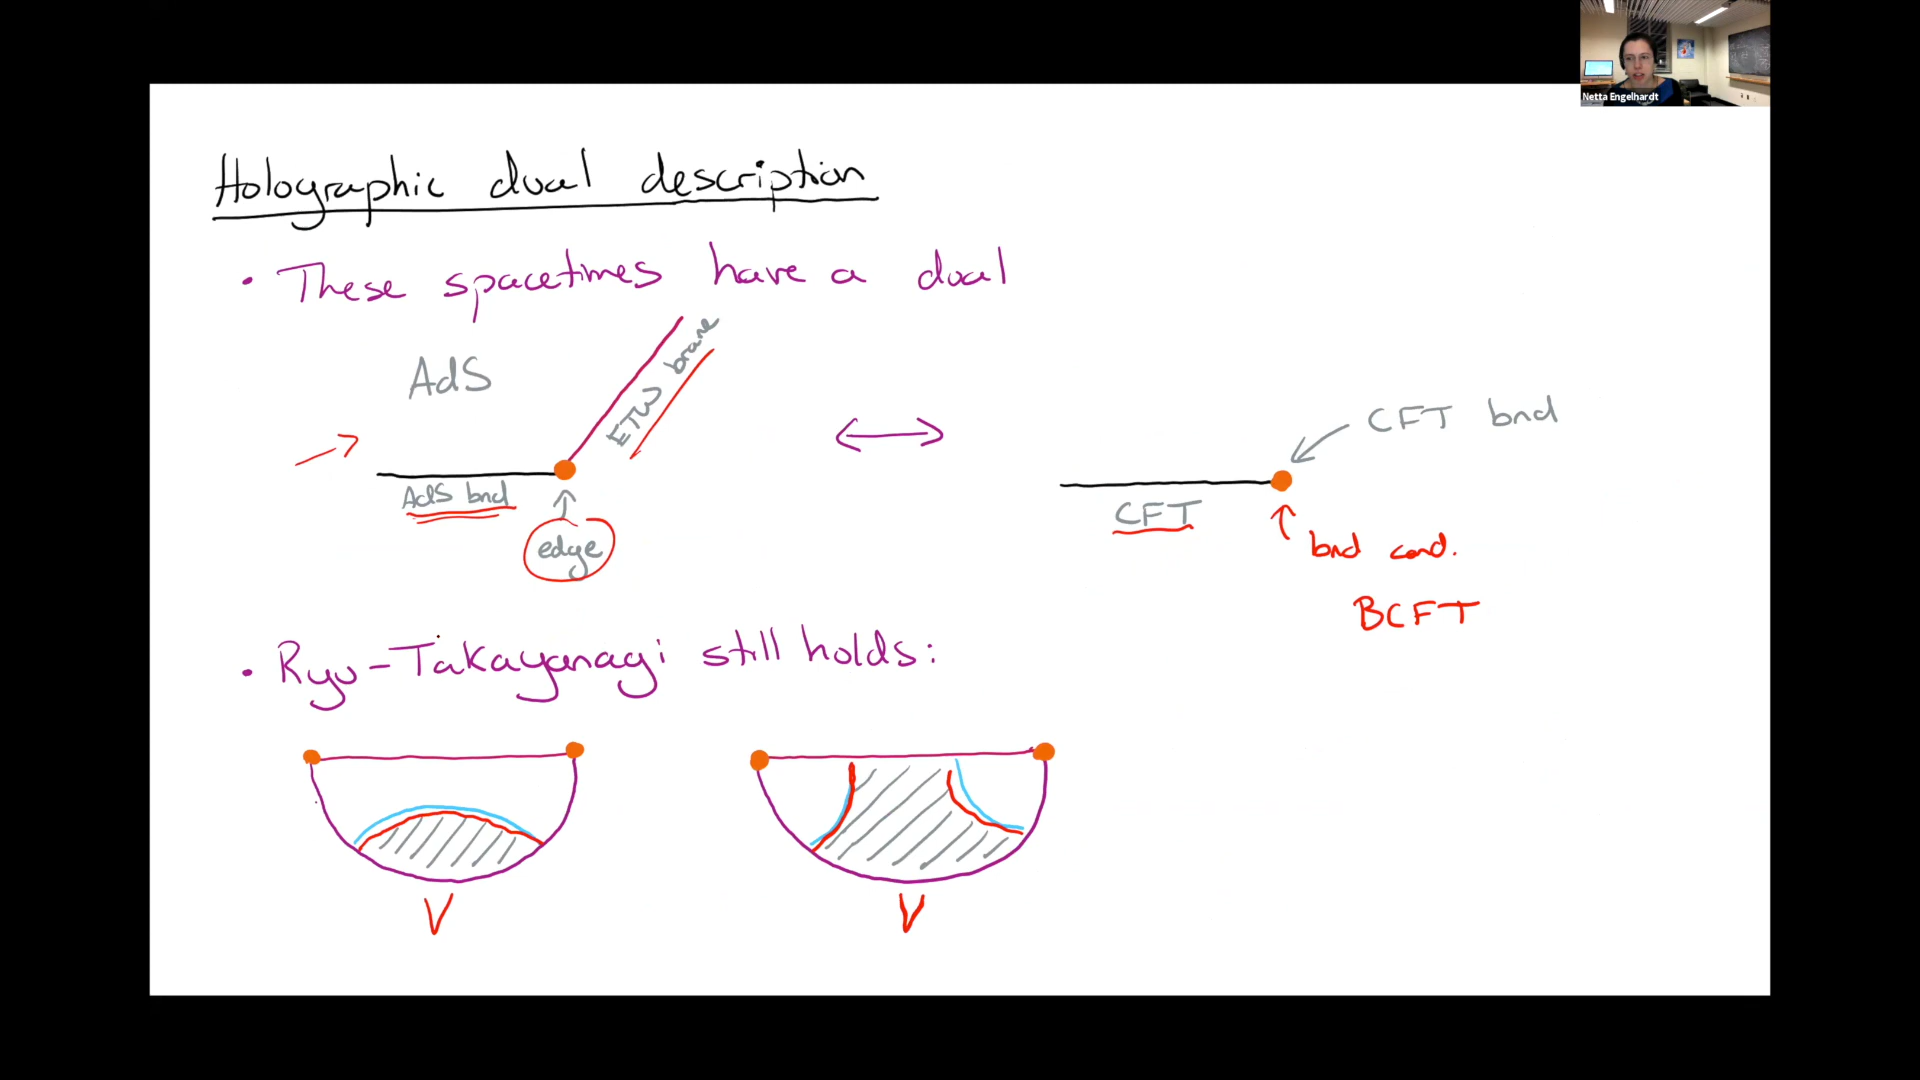 Netta Engelhardt
Holographic dual description
• These spacetimes have a dual
AdS
ETW brane
AdS bnd
edge
CFT bnd
CFT
bnd cond.
BCFT
• Ryu-Takayanagi still holds:
V
V